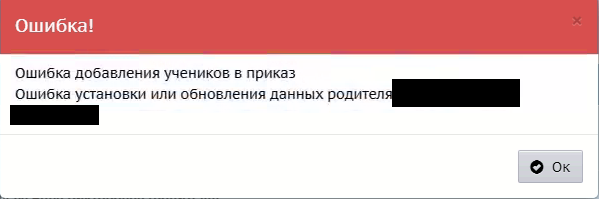 Ошибка!
×
Ошибка добавления учеников в приказ
Ошибка установки или обновления данных родителя
Ок